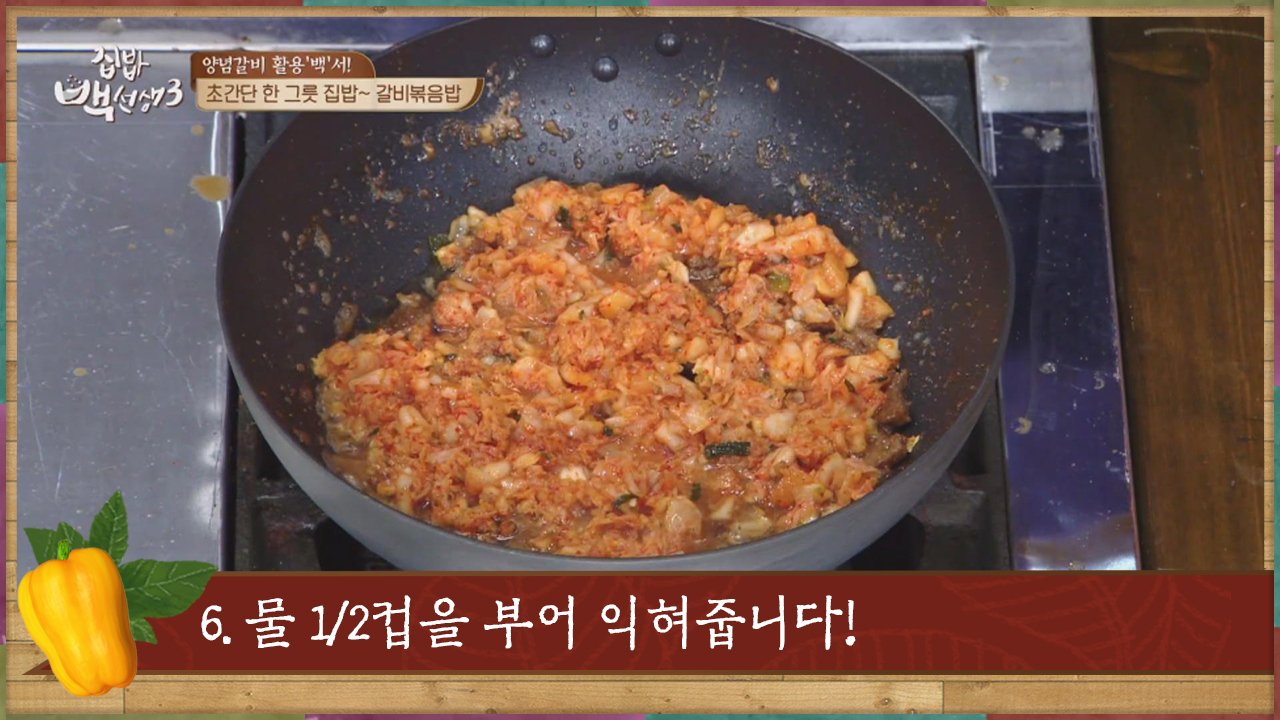 집밥
백선생3
양념갈비 활용'백'서!
초간단 한 그릇 집밥~ 갈비볶음밥
6. 물 1/2컵을 부어 익혀줍니다!